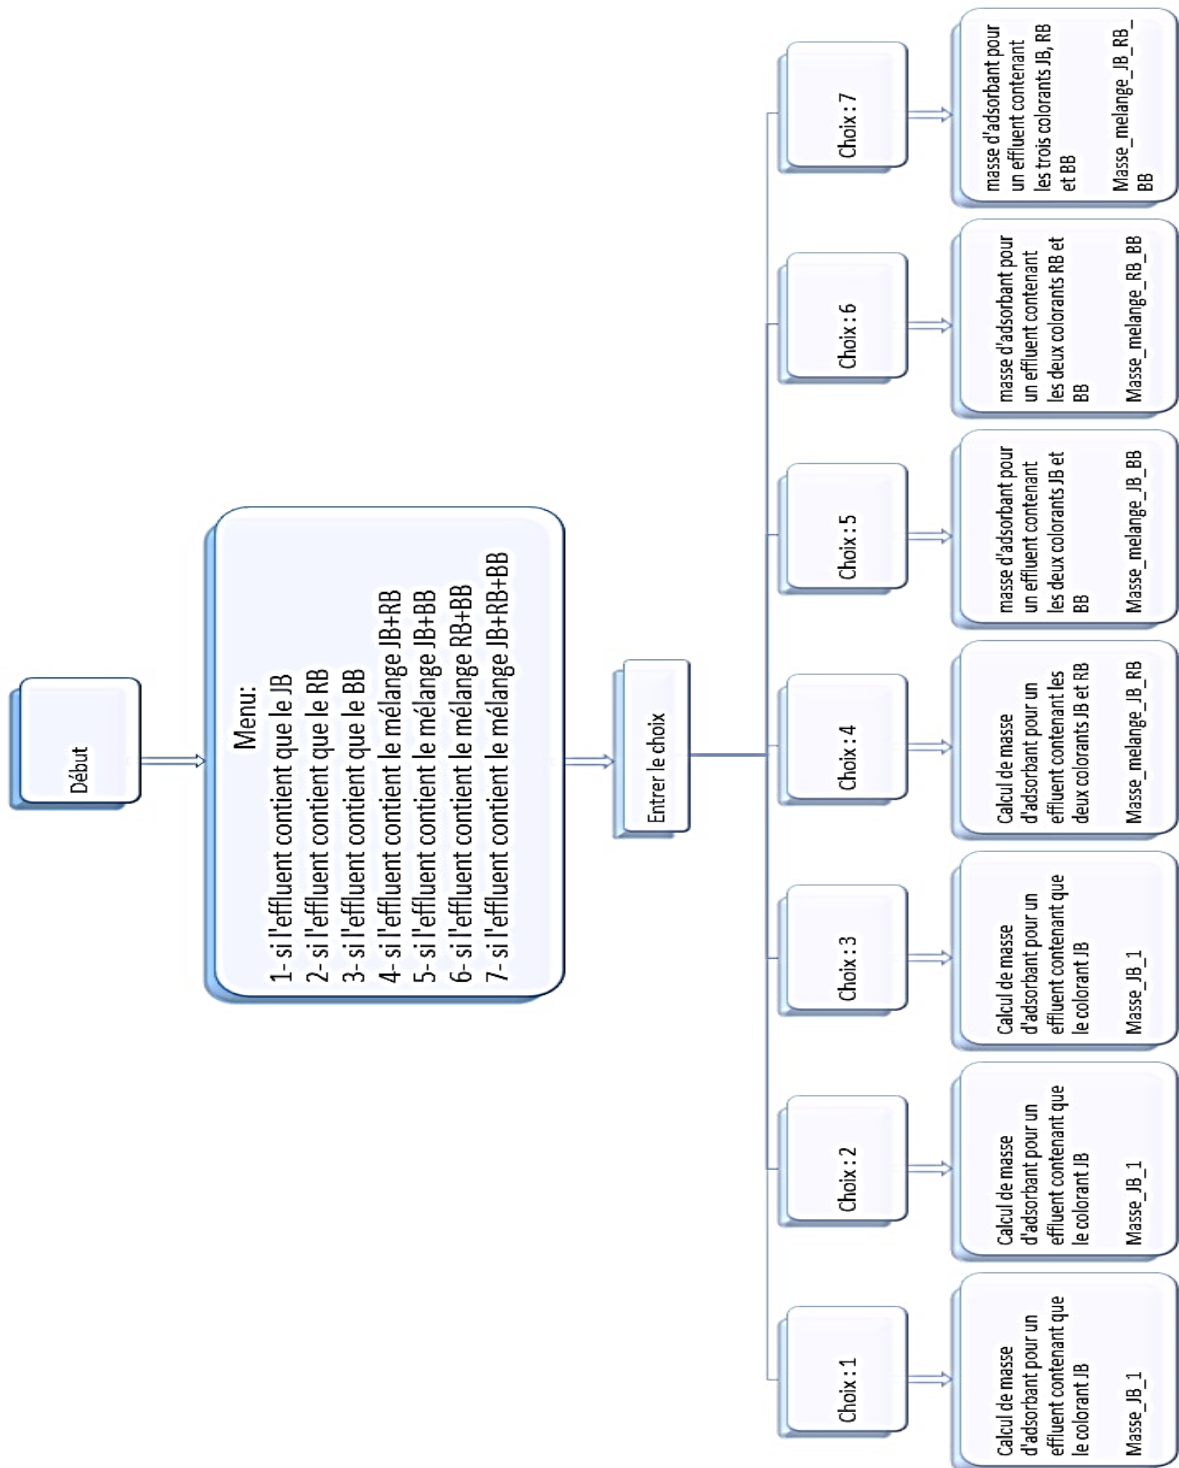 Début
Menu:
1- si l'effluent contient que le JB
2- si l'effluent contient que le RB
3- si l'effluent contient que le BB
4- si l'effluent contient le mélange JB+RB
5- si l'effluent contient le mélange JB+BB
6- si l'effluent contient le mélange RB+BB
7- si l'effluent contient le mélange JB+RB+BB
Entrer le choix
Choix : 1
Calcul de masse
d'adsorbant pour un
effluent contenant que
le colorant JB
Masse_JB_1
Choix : 2
Calcul de masse
d'adsorbant pour un
effluent contenant que
le colorant JB
Masse_JB_1
Choix : 3
Calcul de masse
d'adsorbant pour un
effluent contenant que
le colorant JB
Masse_JB_1
Choix : 4
Calcul de masse
d'adsorbant pour un
effluent contenant les
deux colorants JB et RB
Masse_melange_JB_RB
Choix : 5
masse d'adsorbant pour
un effluent contenant
les deux colorants JB et
BB
Masse_melange_JB_BB
Choix : 6
masse d'adsorbant pour
un effluent contenant
les deux colorants RB et
BB
Masse_melange_RB_BB
Choix : 7
masse d'adsorbant pour
un effluent contenant
les trois colorants JB, RB
et BB
Masse_melange_JB_RB_
BB